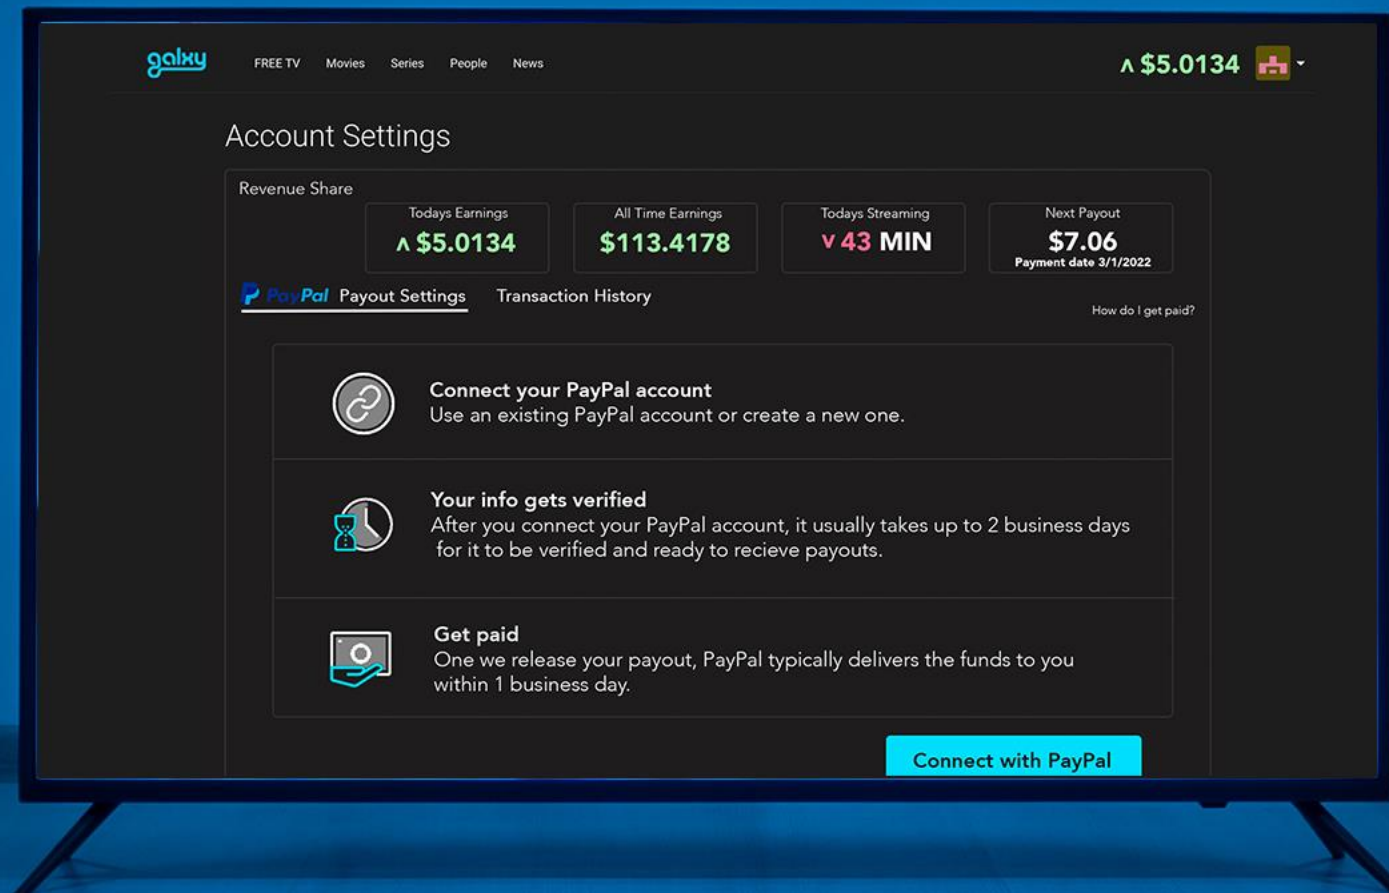 galxy FREE TV Movies Series People News ʌ $5.0134
Account Settings
Revenue Share
Todays Earnings All Time Earnings Todays Streaming Next Payout
ʌ $5.0134 $113.4178 v 43 MIN $7.06
Payment date 3/1/2022
PayPal Payout Settings Transaction History
How do I get paid?
Connect your PayPal account
Use an existing PayPal account or create a new one.
Your info gets verified
After you connect your PayPal account, it usually takes up to 2 business days
for it to be verified and ready to recieve payouts.
Get paid
One we release your payout, PayPal typically delivers the funds to you
within 1 business day.
Connect with PayPal